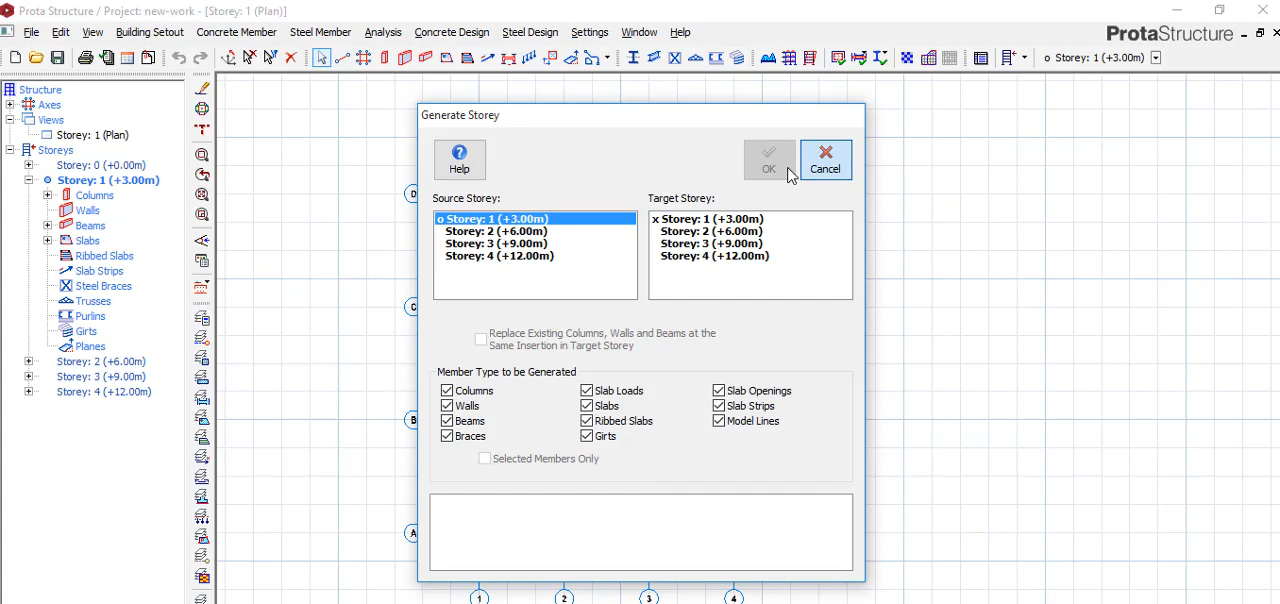 Prota Structure / Project: new-work - [Storey: 1 (Plan)]
File Edit View Building Setout Concrete Member Steel Member Analysis Concrete Design Steel Design Settings Window Help
ProtaStructure
o Storey: 1 (+3.00m)
Structure
Axes
Views
Storey: 1 (Plan)
Storeys
Storey: 0 (+0.00m)
Storey: 1 (+3.00m)
Columns
Walls
Beams
Slabs
Ribbed Slabs
Slab Strips
Steel Braces
Trusses
Purlins
Girts
Planes
Storey: 2 (+6.00m)
Storey: 3 (+9.00m)
Storey: 4 (+12.00m)
D
C
B
A
Generate Storey
Help
OK
Cancel
Source Storey:
o Storey: 1 (+3.00m)
Storey: 2 (+6.00m)
Storey: 3 (+9.00m)
Storey: 4 (+12.00m)
Target Storey:
x Storey: 1 (+3.00m)
Storey: 2 (+6.00m)
Storey: 3 (+9.00m)
Storey: 4 (+12.00m)
Replace Existing Columns, Walls and Beams at the
Same Insertion in Target Storey
Member Type to be Generated
Columns
Walls
Beams
Braces
Slab Loads
Slabs
Ribbed Slabs
Girts
Slab Openings
Slab Strips
Model Lines
Selected Members Only
1 2 3 4